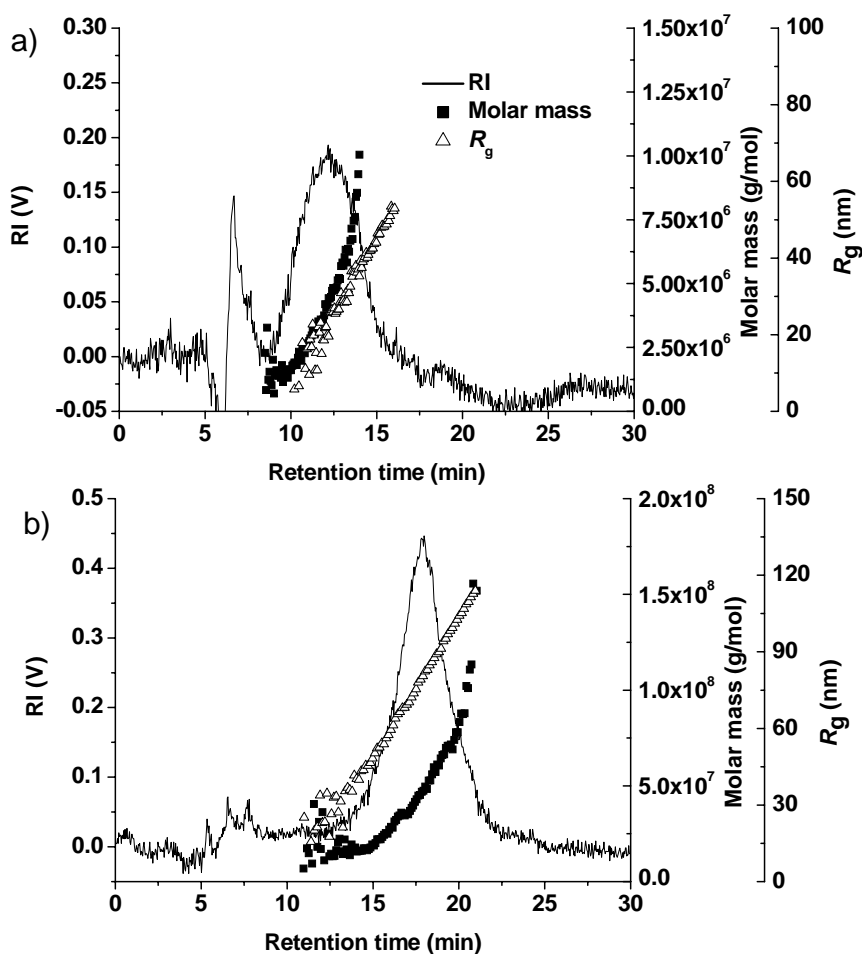 a)
RI
Molar mass
Rg
0.30
0.25
0.20
0.15
0.10
0.05
0.00
-0.05
RI (V)
0 5 10 15 20 25 30
Retention time (min)
1.50x10^7
1.25x10^7
1.00x10^7
7.50x10^6
5.00x10^6
2.50x10^6
0.00
Molar mass (g/mol)
100
80
60
40
20
0
Rg (nm)
b)
0.5
0.4
0.3
0.2
0.1
0.0
RI (V)
0 5 10 15 20 25 30
Retention time (min)
2.0x10^8
1.5x10^8
1.0x10^8
5.0x10^7
0.0
Molar mass (g/mol)
150
120
90
60
30
0
Rg (nm)